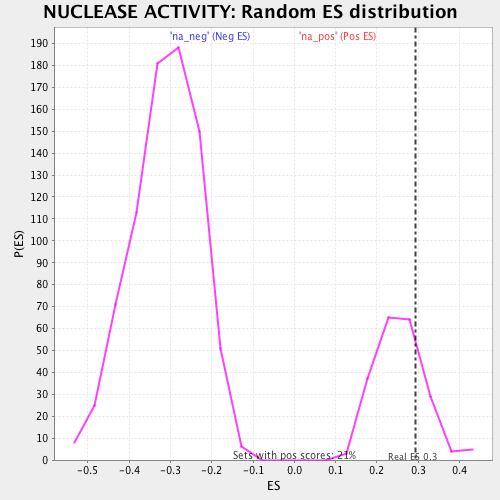 NUCLEASE ACTIVITY: Random ES distribution
'na_neg' (Neg ES)
'na_pos' (Pos ES)
190
180
170
160
150
140
130
120
110
100
90
80
70
60
50
40
30
20
10
0
P(ES)
Sets with pos scores: 21%
Real ES 0.3
-0.5 -0.4 -0.3 -0.2 -0.1 0.0 0.1 0.2 0.3 0.4
ES